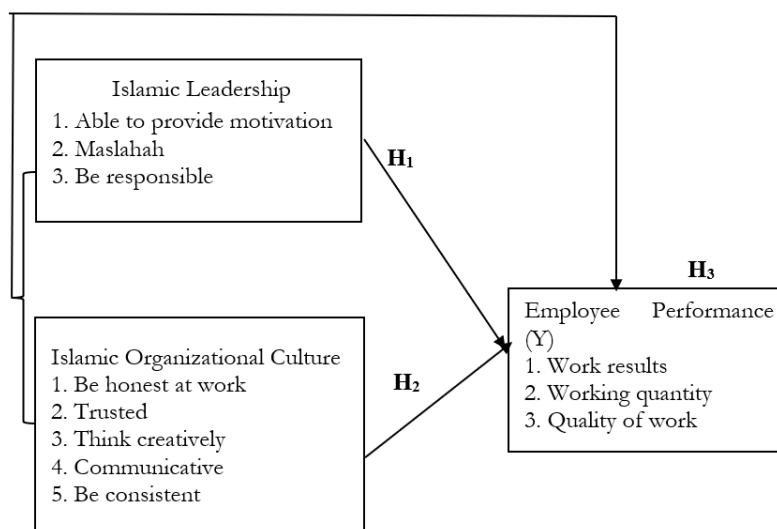 Islamic Leadership
1. Able to provide motivation
2. Maslahah
3. Be responsible
H₁
H₃
Employee Performance
(Y)
1. Work results
2. Working quantity
3. Quality of work
Islamic Organizational Culture
1. Be honest at work
2. Trusted
3. Think creatively
4. Communicative
5. Be consistent
H₂